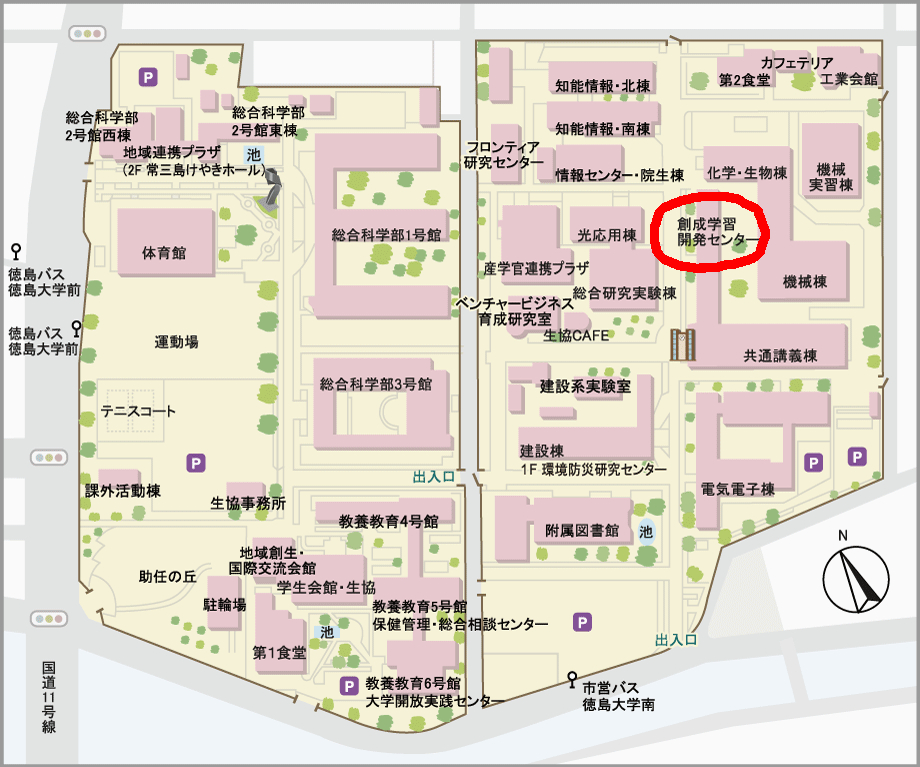 P
総合科学部
2号館西棟
総合科学部
2号館東棟
地域連携プラザ
(2F 常三島けやきホール)
池
体育館
総合科学部1号館
徳島バス
徳島大学前
徳島バス
徳島大学前
運動場
テニスコート
総合科学部3号館
P
課外活動棟
生協事務所
出入口
教養教育4号館
地域創生・
国際交流会館
学生会館・生協
助任の丘
駐輪場
教養教育5号館
保健管理・総合相談センター
池
第1食堂
P
教養教育6号館
大学開放実践センター
国道11号線
知能情報・北棟
知能情報・南棟
フロンティア
研究センター
情報センター・院生棟
第2食堂
カフェテリア
工業会館
化学・生物棟
機械
実習棟
光応用棟
創成学習
開発センター
産学官連携プラザ
総合研究実験棟
機械棟
ベンチャービジネス
育成研究室
生協CAFE
共通講義棟
建設系実験室
建設棟
1F 環境防災研究センター
電気電子棟
P
P
附属図書館
池
P
出入口
市営バス
徳島大学南
N